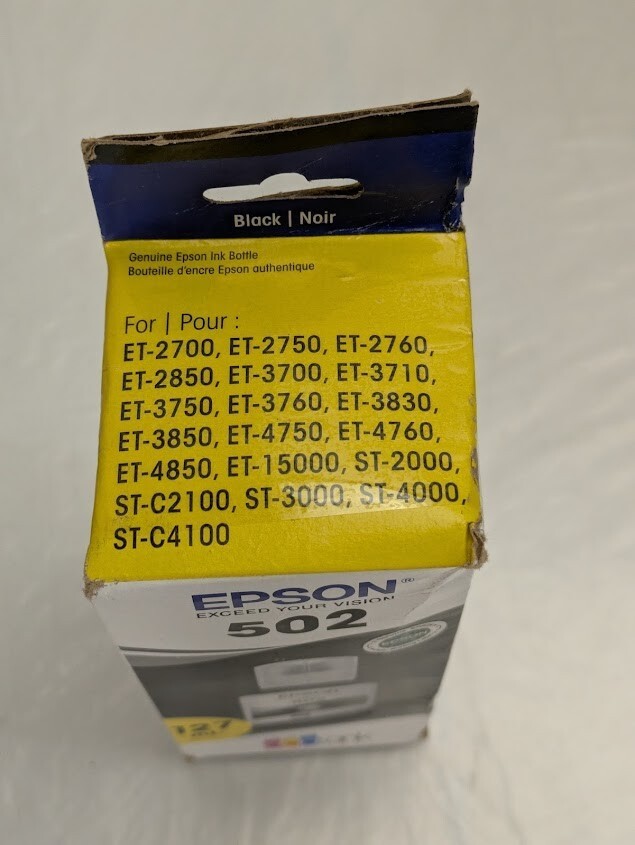 Black | Noir
Genuine Epson Ink Bottle
Bouteille d'encre Epson authentique
For | Pour :
ET-2700, ET-2750, ET-2760,
ET-2850, ET-3700, ET-3710,
ET-3750, ET-3760, ET-3830,
ET-3850, ET-4750, ET-4760,
ET-4850, ET-15000, ST-2000,
ST-C2100, ST-3000, ST-4000,
ST-C4100
EPSON®
EXCEED YOUR VISION
502
127
mL